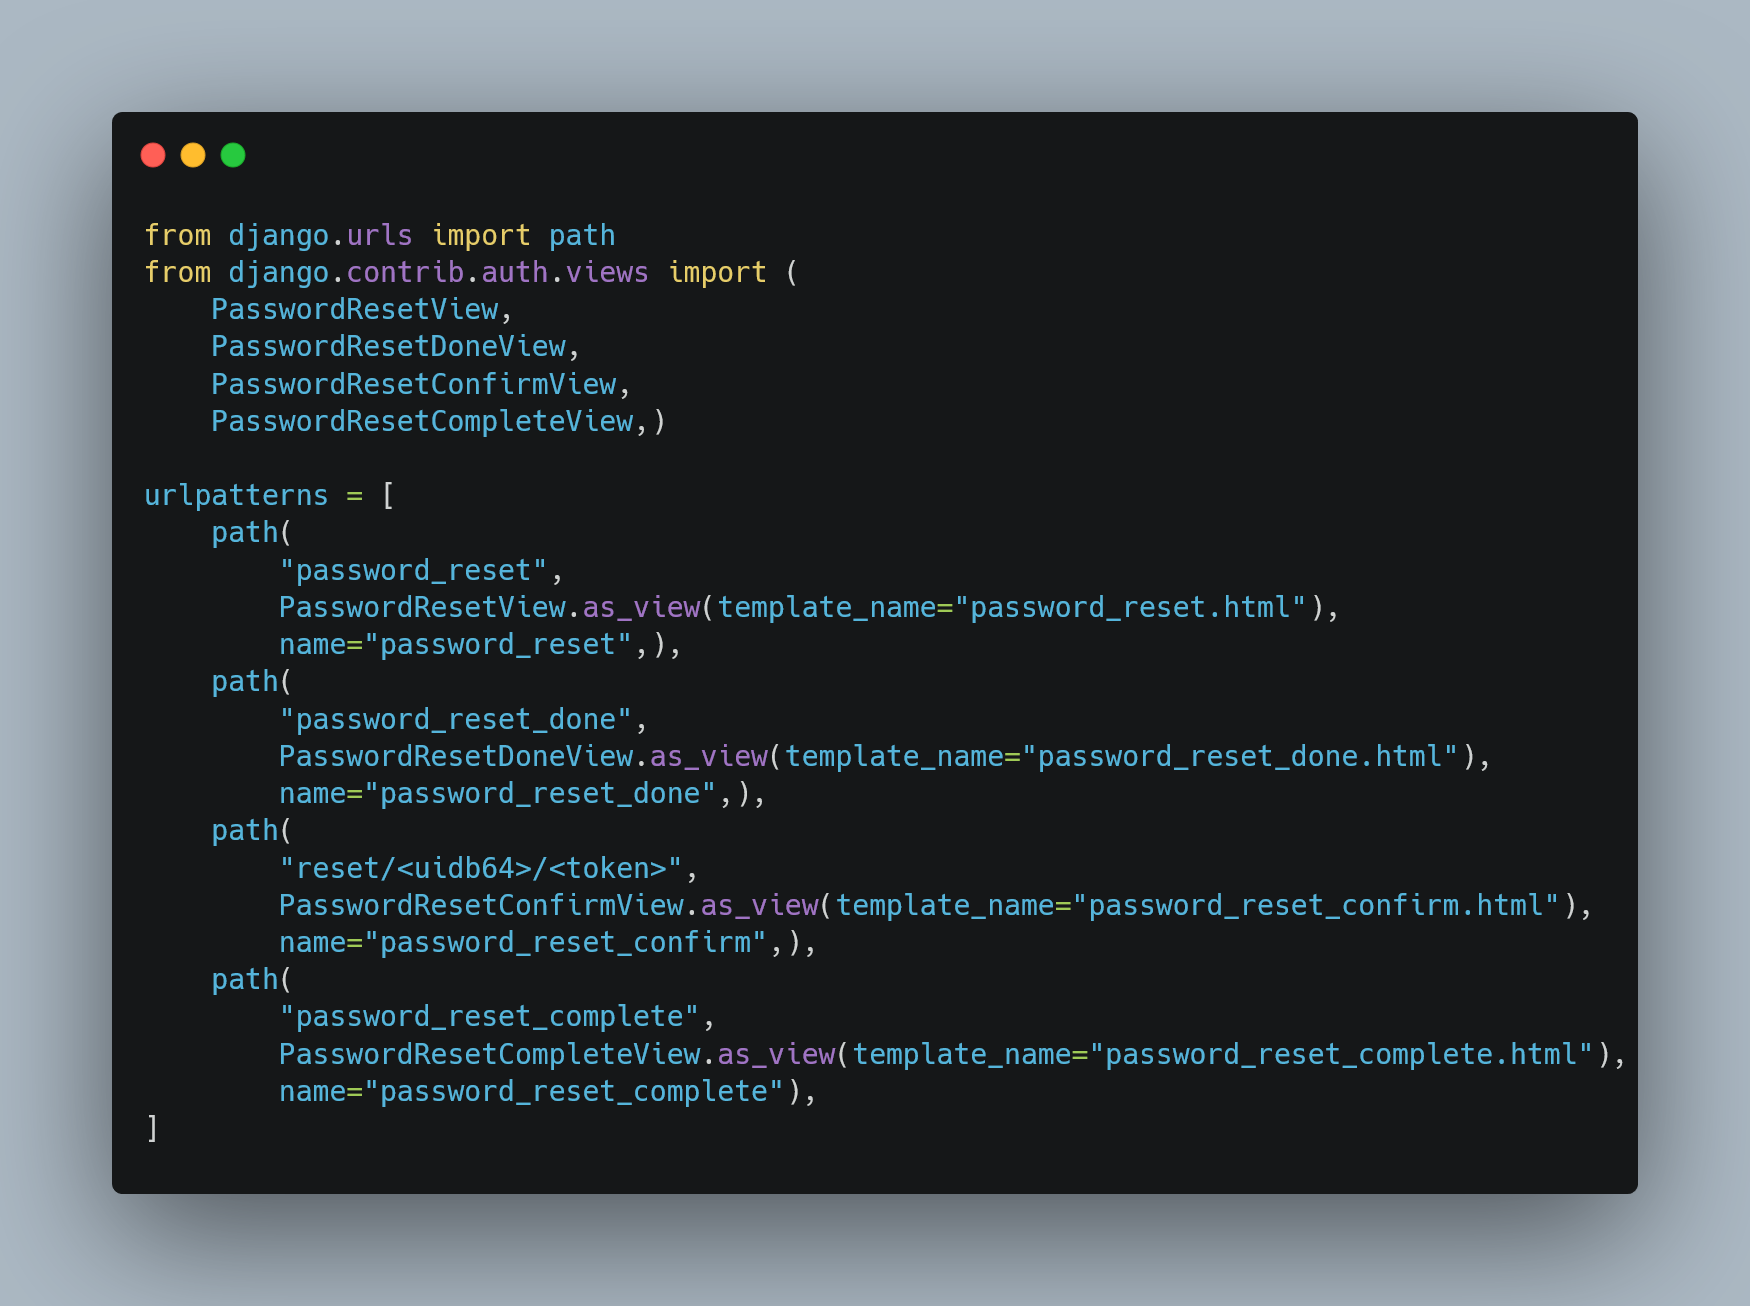 from django.urls import path
from django.contrib.auth.views import (
    PasswordResetView,
    PasswordResetDoneView,
    PasswordResetConfirmView,
    PasswordResetCompleteView,)

urlpatterns = [
    path(
        "password_reset",
        PasswordResetView.as_view(template_name="password_reset.html"),
        name="password_reset",),
    path(
        "password_reset_done",
        PasswordResetDoneView.as_view(template_name="password_reset_done.html"),
        name="password_reset_done",),
    path(
        "reset/<uidb64>/<token>",
        PasswordResetConfirmView.as_view(template_name="password_reset_confirm.html"),
        name="password_reset_confirm",),
    path(
        "password_reset_complete",
        PasswordResetCompleteView.as_view(template_name="password_reset_complete.html"),
        name="password_reset_complete"),
]